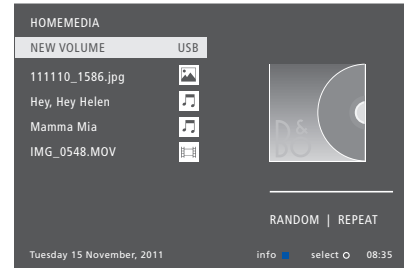 HOMEMEDIA
NEW VOLUME USB
111110_1586.jpg
Hey, Hey Helen
Mamma Mia
IMG_0548.MOV
B&O
RANDOM | REPEAT
Tuesday 15 November, 2011 info select 08:35